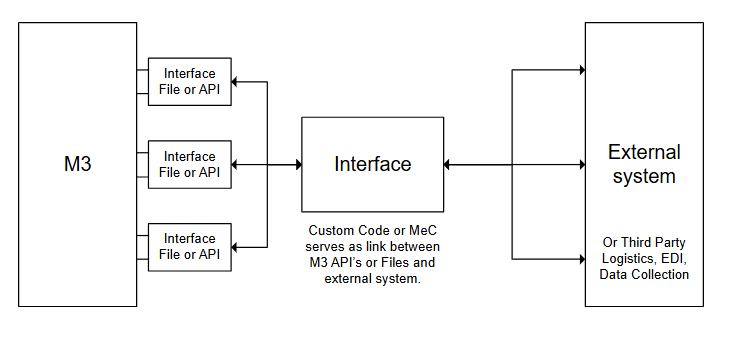 M3
Interface
File or API
Interface
File or API
Interface
File or API
Interface
Custom Code or MeC
serves as link between
M3 API's or Files and
external system.
External
system
Or Third Party
Logistics, EDI,
Data Collection